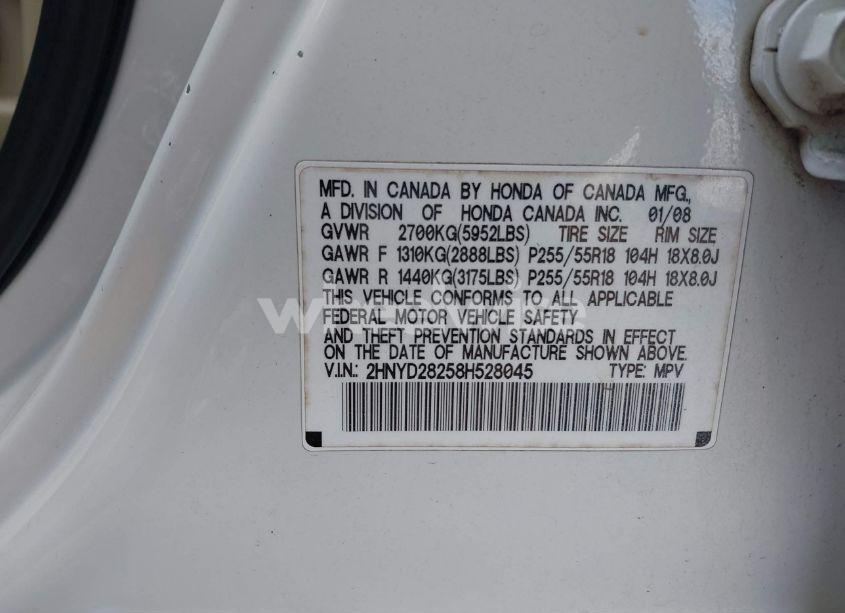 MFD. IN CANADA BY HONDA OF CANADA MFG.,
A DIVISION OF HONDA CANADA INC. 01/08
GVWR 2700KG(5952LBS) TIRE SIZE RIM SIZE
GAWR F 1310KG(2888LBS) P255/55R18 104H 18X8.0J
GAWR R 1440KG(3175LBS) P255/55R18 104H 18X8.0J
THIS VEHICLE CONFORMS TO ALL APPLICABLE
FEDERAL MOTOR VEHICLE SAFETY
AND THEFT PREVENTION STANDARDS IN EFFECT
ON THE DATE OF MANUFACTURE SHOWN ABOVE.
V.I.N.: 2HNYD28258H528045 TYPE: MPV